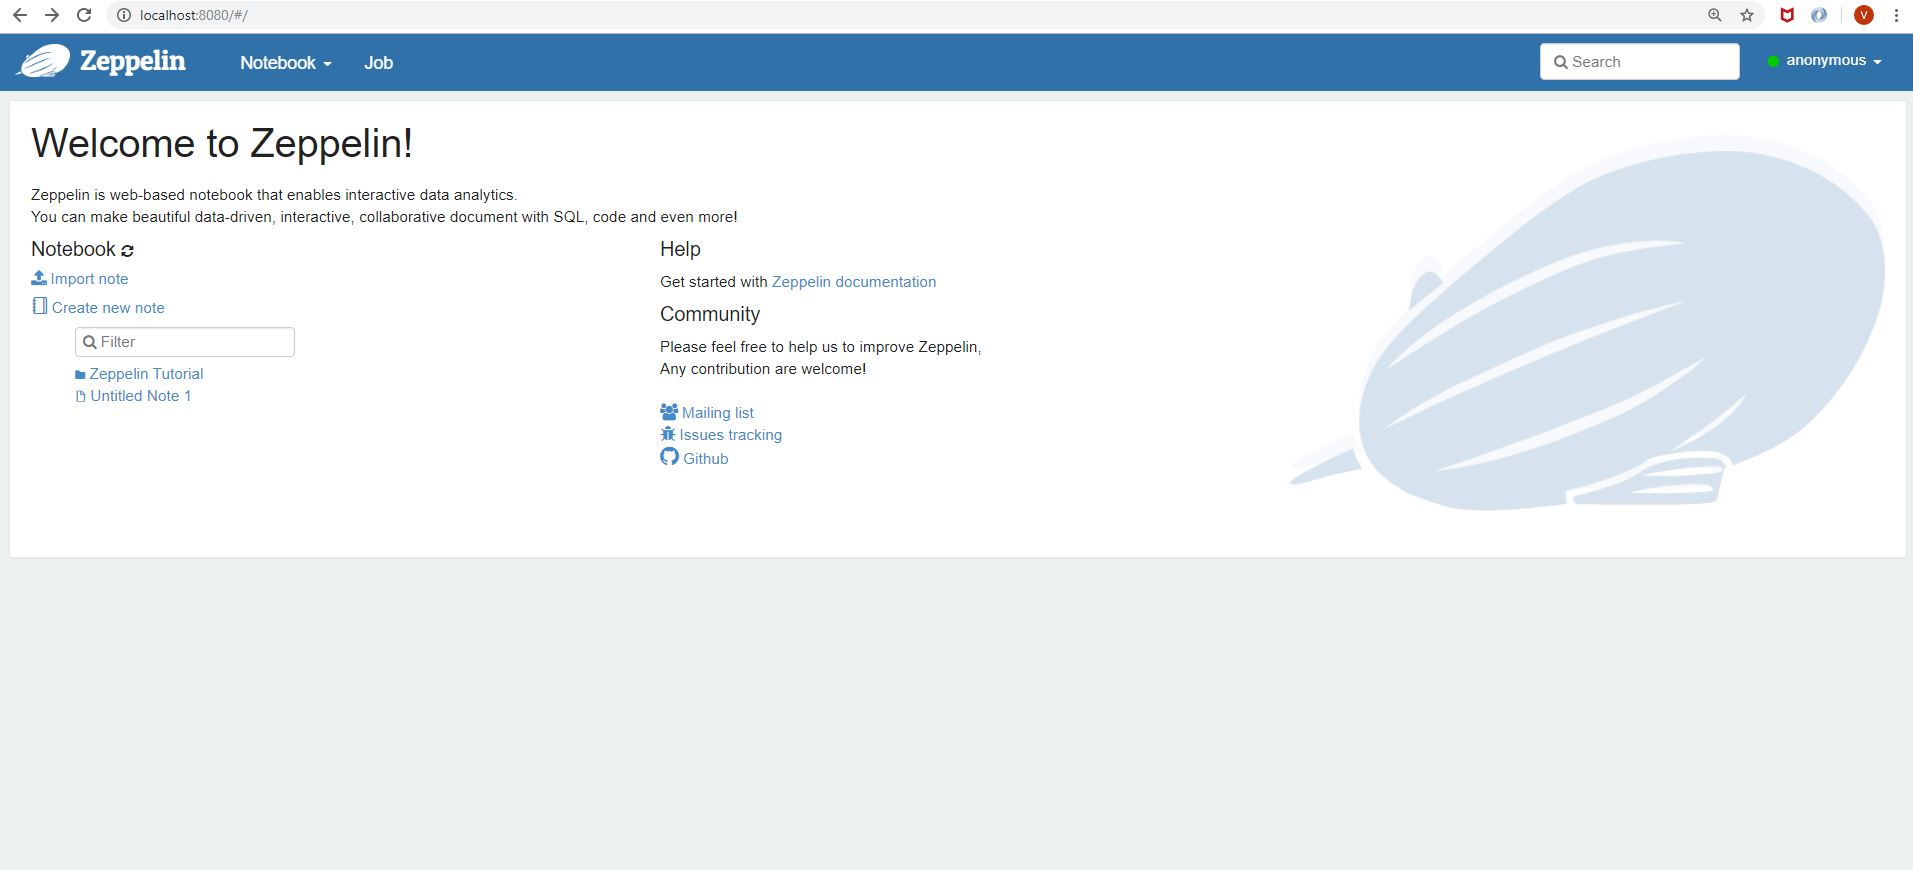 localhost:8080/#/
V
Zeppelin
Notebook
Job
Search
anonymous
Welcome to Zeppelin!
Zeppelin is web-based notebook that enables interactive data analytics.
You can make beautiful data-driven, interactive, collaborative document with SQL, code and even more!
Notebook
Import note
Create new note
Filter
Zeppelin Tutorial
Untitled Note 1
Help
Get started with Zeppelin documentation
Community
Please feel free to help us to improve Zeppelin,
Any contribution are welcome!
Mailing list
Issues tracking
Github